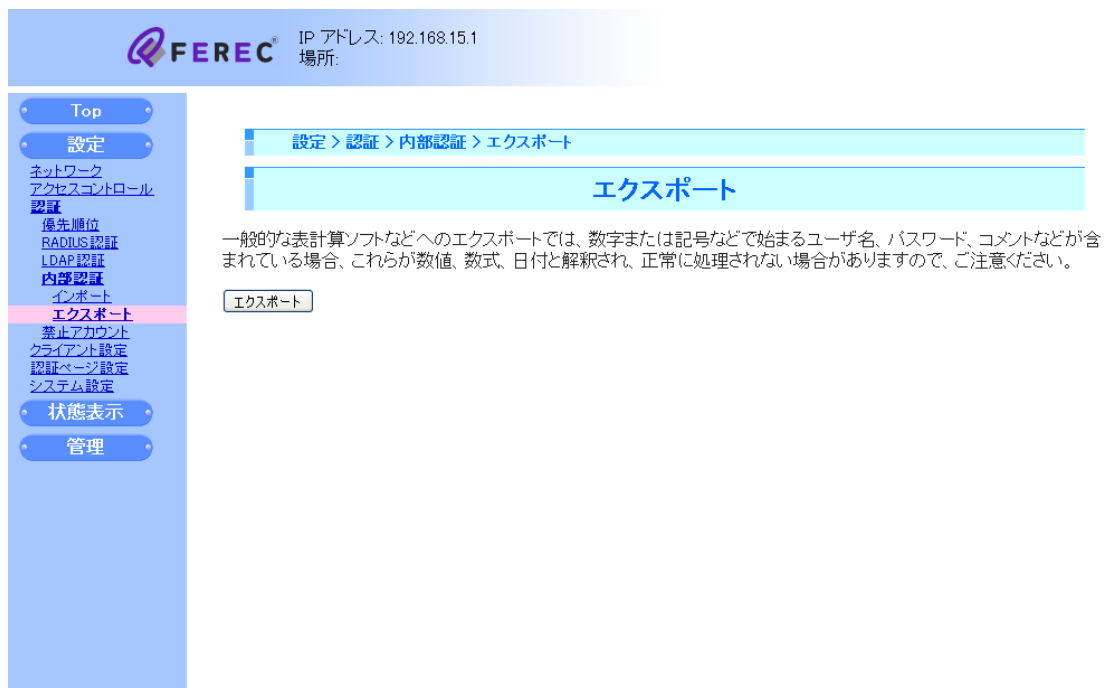 FEREC®
IP アドレス: 192.168.15.1
場所:
Top
設定
ネットワーク
アクセスコントロール
認証
優先順位
RADIUS認証
LDAP認証
内部認証
インポート
エクスポート
禁止アカウント
クライアント設定
認証ページ設定
システム設定
状態表示
管理
設定 > 認証 > 内部認証 > エクスポート
エクスポート
一般的な表計算ソフトなどへのエクスポートでは、数字または記号などで始まるユーザ名、パスワード、コメントなどが含
まれている場合、これらが数値、数式、日付と解釈され、正常に処理されない場合がありますので、ご注意ください。
エクスポート